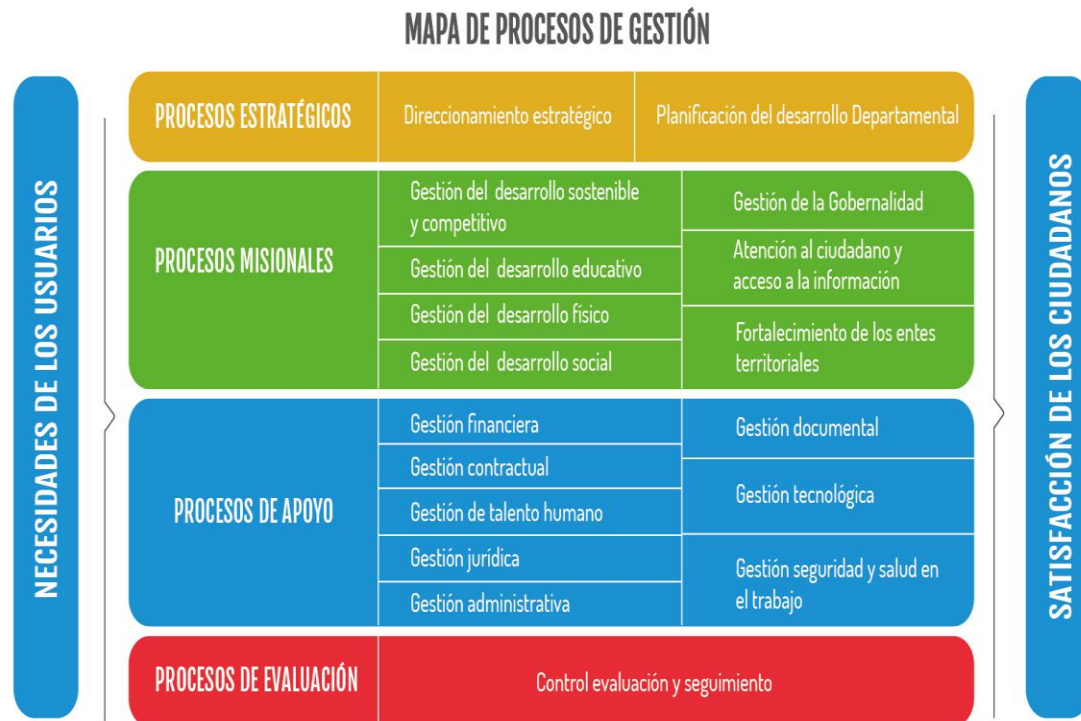 MAPA DE PROCESOS DE GESTIÓN
NECESIDADES DE LOS USUARIOS
PROCESOS ESTRATÉGICOS
Direccionamiento estratégico
Planificación del desarrollo Departamental
PROCESOS MISIONALES
Gestión del desarrollo sostenible
y competitivo
Gestión del desarrollo educativo
Gestión del desarrollo físico
Gestión del desarrollo social
Gestión de la Gobernalidad
Atención al ciudadano y
acceso a la información
Fortalecimiento de los entes
territoriales
PROCESOS DE APOYO
Gestión financiera
Gestión contractual
Gestión de talento humano
Gestión jurídica
Gestión administrativa
Gestión documental
Gestión tecnológica
Gestión seguridad y salud en
el trabajo
PROCESOS DE EVALUACIÓN
Control evaluación y seguimiento
SATISFACCIÓN DE LOS CIUDADANOS